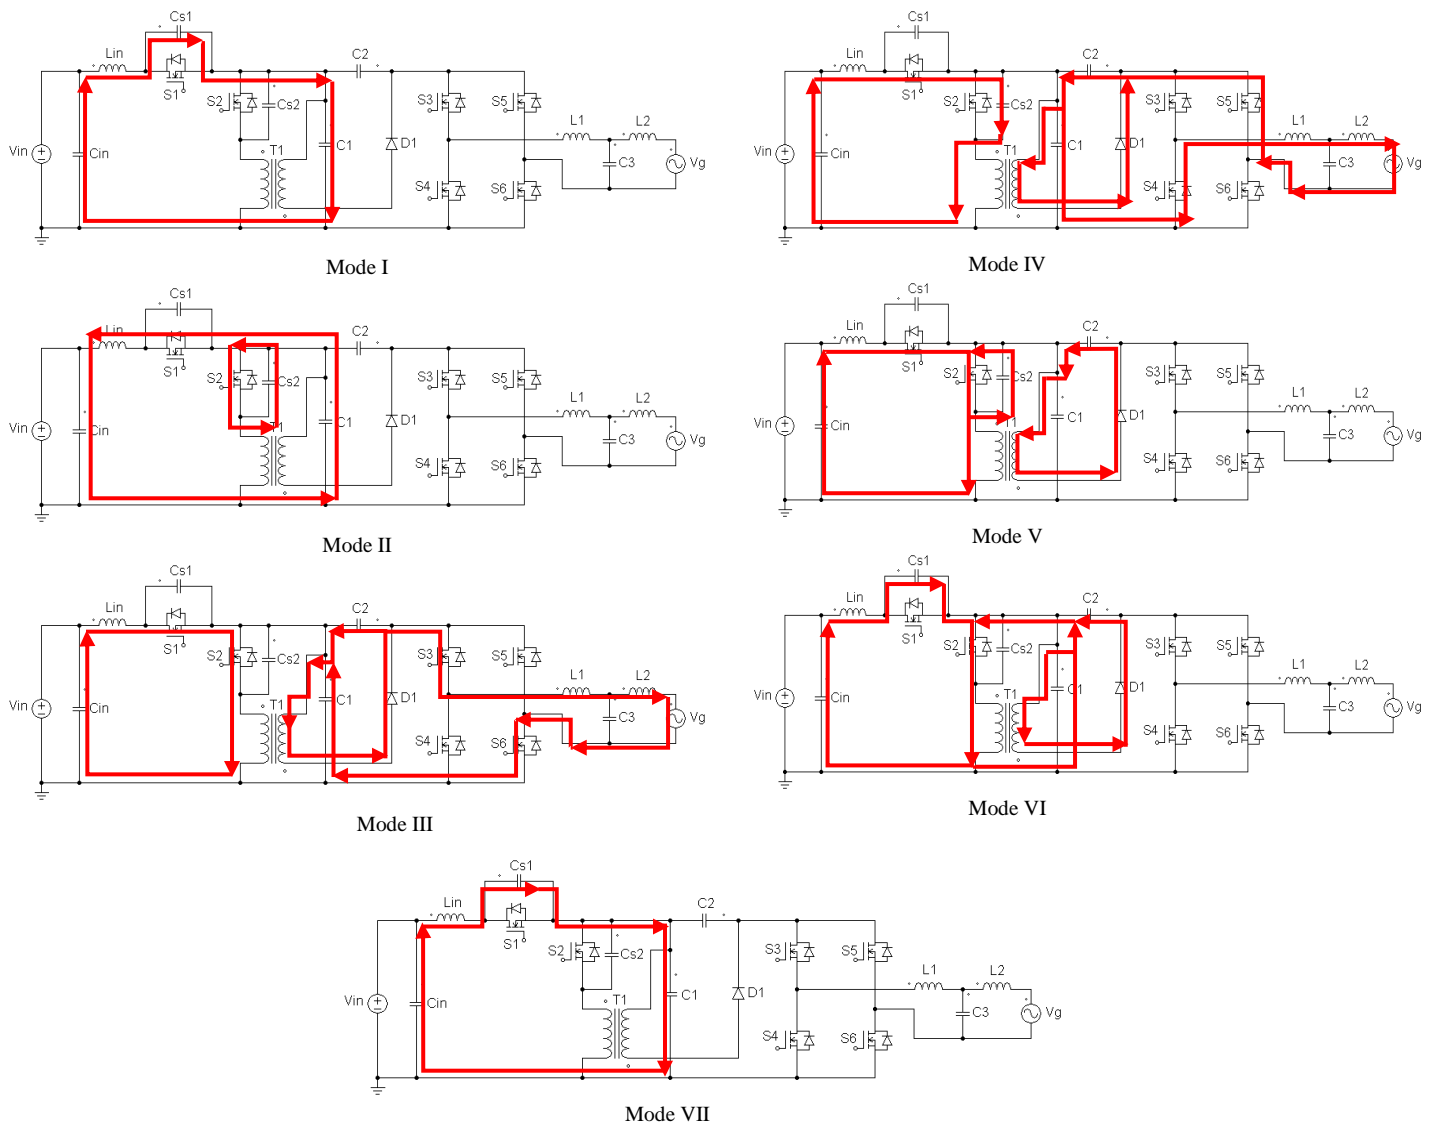 Cs1
Lin C2
S1
S2 Cs2 S3 S5
Vin Cin T1 C1 D1 L1 L2
C3 Vg
S4 S6
Mode I
Cs1
Lin C2
S1
S2 Cs2 S3 S5
Vin Cin T1 C1 D1 L1 L2
C3 Vg
S4 S6
Mode IV
Cs1
Lin C2
S1
S2 Cs2 S3 S5
Vin Cin T1 C1 D1 L1 L2
C3 Vg
S4 S6
Mode II
Cs1
Lin C2
S1
S2 Cs2 S3 S5
Vin Cin C1 D1 L1 L2
C3 Vg
S4 S6
Mode V
Cs1
Lin C2
S1
S2 Cs2 S3 S5
Vin Cin T1 C1 D1 L1 L2
C3 Vg
S4 S6
Mode III
Cs1
Lin C2
S1
S2 Cs2 S3 S5
Vin Cin T1 C1 D1 L1 L2
C3 Vg
S4 S6
Mode VI
Cs1
Lin C2
S1
S2 Cs2 S3 S5
Vin Cin T1 C1 D1 L1 L2
C3 Vg
S4 S6
Mode VII